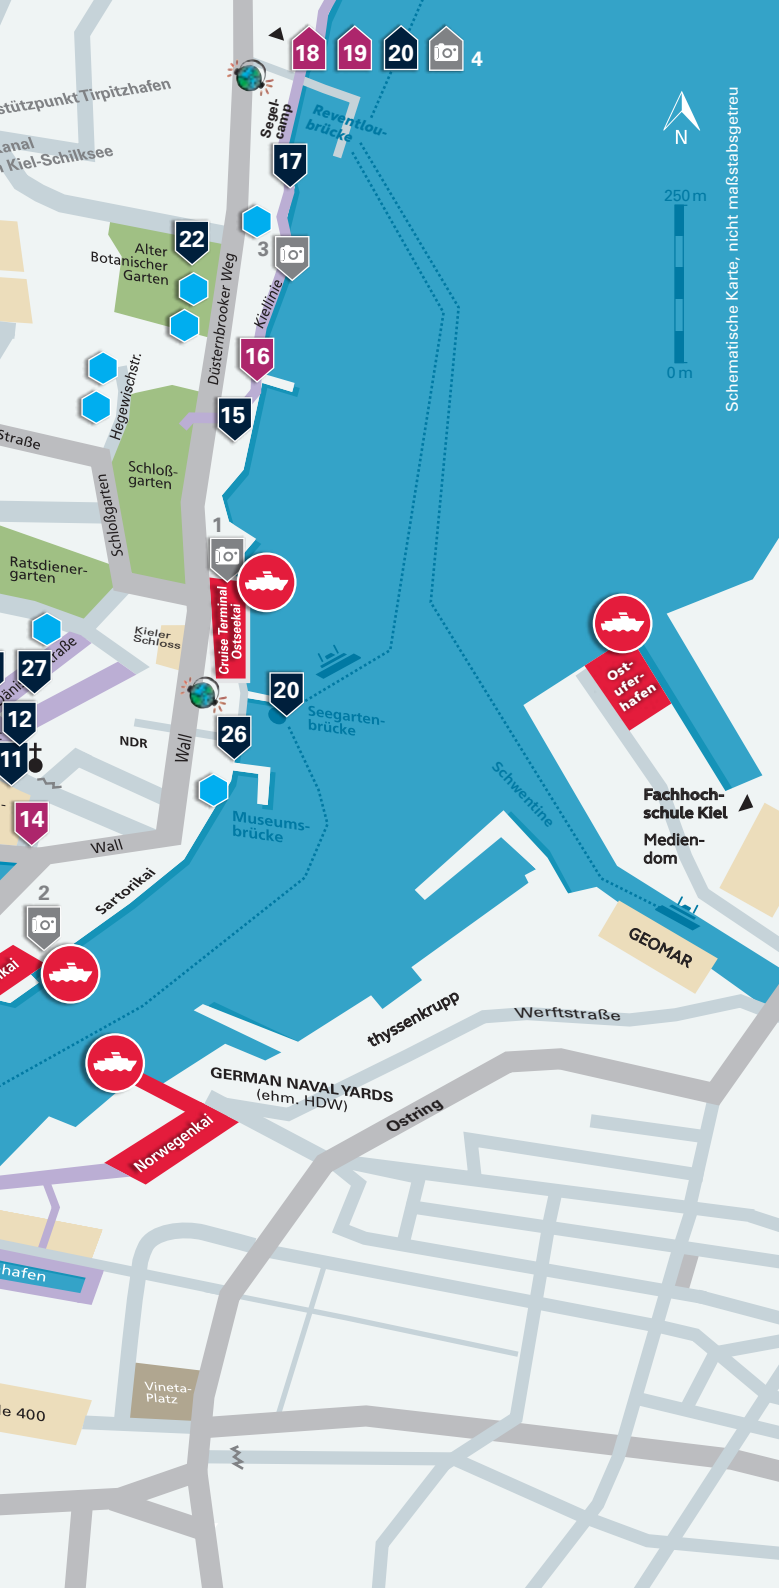 18
19
20
4
stützpunkt Tirpitzhafen
Segel-
camp
Reventlou-
brücke
N
anal
Kiel-Schilksee
17
250 m
0 m
Schematische Karte, nicht maßstabsgetreu
22
Alter
Botanischer
Garten
3
Düsternbrooker Weg
Kiellinie
16
Hegewischstr.
15
Straße
Schloß-
garten
Schloßgarten
1
Ratsdiener-
garten
Cruise Terminal
Ostseekai
Kieler
Schloss
Ost-
ufer-
hafen
27
raße
12
11
20
Seegarten-
brücke
26
NDR
Wall
Schwentine
Fachhoch-
schule Kiel
Medien-
dom
14
Museums-
brücke
Wall
Sartorikai
2
kai
GEOMAR
thyssenkrupp
Werftstraße
GERMAN NAVAL YARDS
(ehm. HDW)
Ostring
Norwegenkai
hafen
Vineta-
Platz
le 400